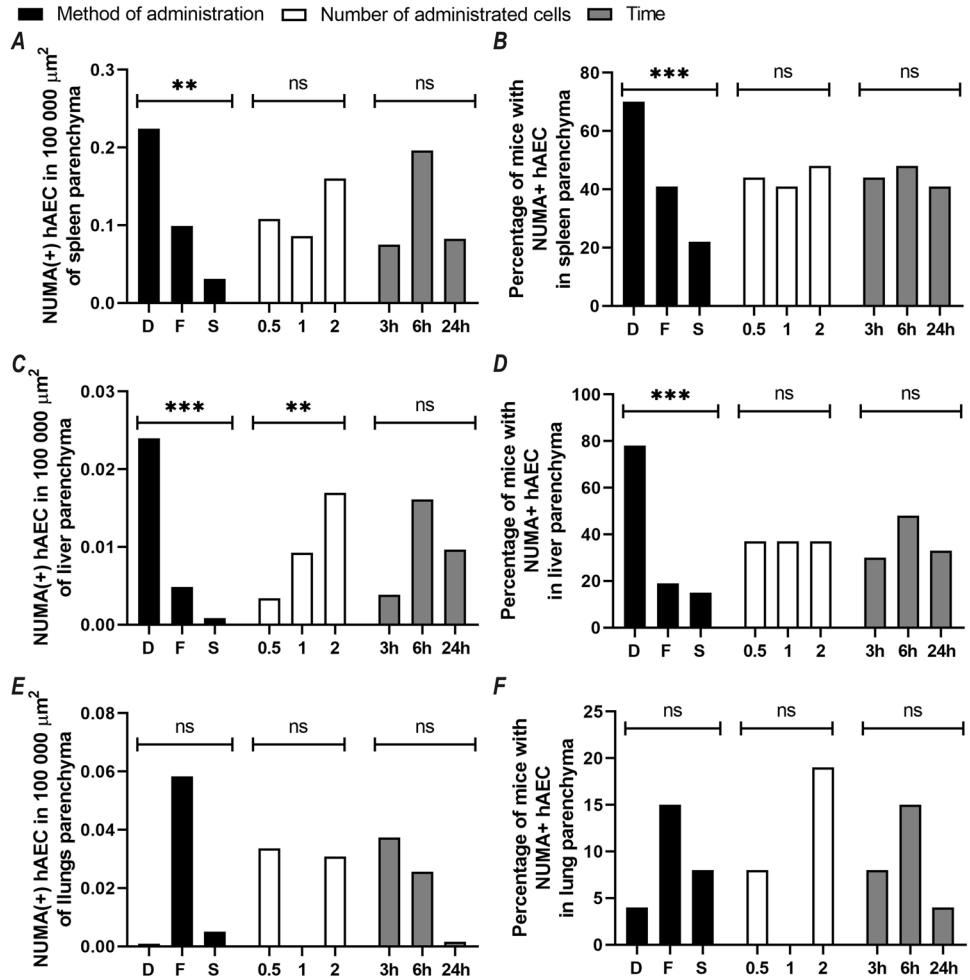 Method of administration Number of administrated cells Time
A
NUMA(+) hAEC in 100 000 μm²
of spleen parenchyma
0.3
0.2
0.1
0.0
** ns ns
D F S 0.5 1 2 3h 6h 24h
B
Percentage of mice with
NUMA+ hAEC
in spleen parenchyma
80
60
40
20
0
*** ns ns
D F S 0.5 1 2 3h 6h 24h
C
NUMA(+) hAEC in 100 000 μm²
of liver parenchyma
0.03
0.02
0.01
0.00
*** ** ns
D F S 0.5 1 2 3h 6h 24h
D
Percentage of mice with
NUMA+ hAEC
in liver parenchyma
100
80
60
40
20
0
*** ns ns
D F S 0.5 1 2 3h 6h 24h
E
NUMA(+) hAEC in 100 000 μm²
of llungs parenchyma
0.08
0.06
0.04
0.02
0.00
ns ns ns
D F S 0.5 1 2 3h 6h 24h
F
Percentage of mice with
NUMA+ hAEC
in lung parenchyma
25
20
15
10
5
0
ns ns ns
D F S 0.5 1 2 3h 6h 24h